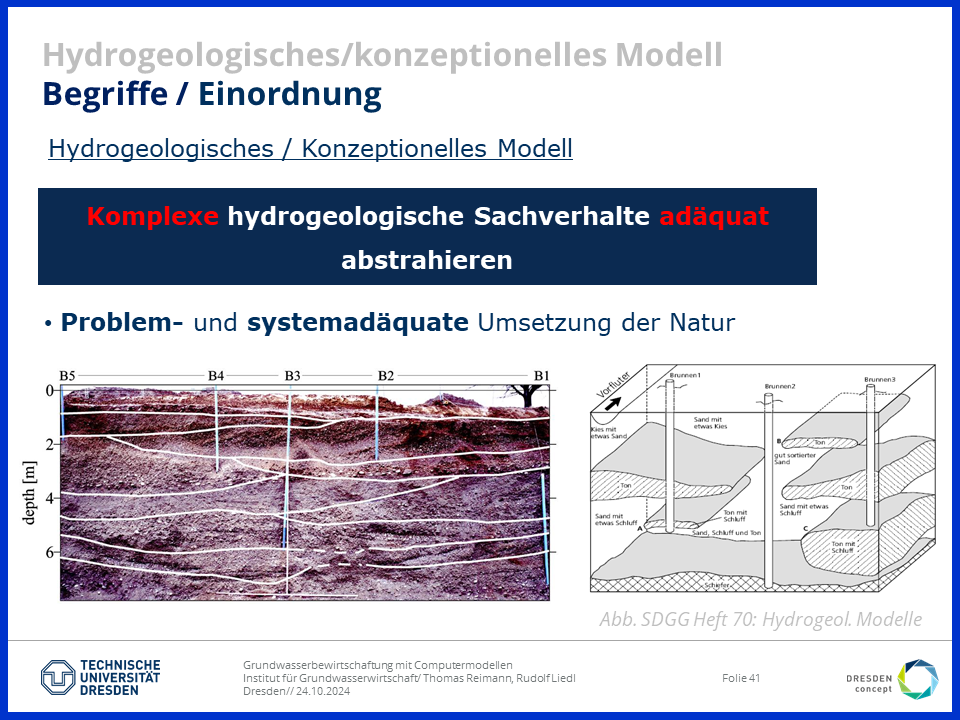 Hydrogeologisches/konzeptionelles Modell
Begriffe / Einordnung
Hydrogeologisches / Konzeptionelles Modell
Komplexe hydrogeologische Sachverhalte adäquat
abstrahieren
• Problem- und systemadäquate Umsetzung der Natur
B5
B4
B3
B2
B1
0
2
4
6
depth [m]
Vorfluter
Brunnen1
Brunnen2
Brunnen3
Kies mit
etwas Sand
Sand mit
etwas Kies
B
Ton
gut sortierter
Sand
Ton
Ton
Sand mit
etwas Schluff
A
Ton mit
Schluff
Sand, Schluff und Ton
Sand mit etwas
Schluff
C
Ton mit
Schluff
Schiefer
Abb. SDGG Heft 70: Hydrogeol. Modelle
TECHNISCHE
UNIVERSITÄT
DRESDEN
Grundwasserbewirtschaftung mit Computermodellen
Institut für Grundwasserwirtschaft/ Thomas Reimann, Rudolf Liedl
Dresden// 24.10.2024
Folie 41
DRESDEN
concept